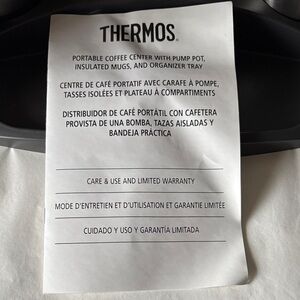 THERMOS®
PORTABLE COFFEE CENTER WITH PUMP POT,
INSULATED MUGS, AND ORGANIZER TRAY
CENTRE DE CAFÉ PORTATIF AVEC CARAFE À POMPE,
TASSES ISOLÉES ET PLATEAU À COMPARTIMENTS
DISTRIBUIDOR DE CAFÉ PORTÁTIL CON CAFETERA
PROVISTA DE UNA BOMBA, TAZAS AISLADAS Y
BANDEJA PRÁCTICA
CARE & USE AND LIMITED WARRANTY
MODE D'ENTRETIEN ET D'UTILISATION ET GARANTIE LIMITÉE
CUIDADO Y USO Y GARANTÍA LIMITADA